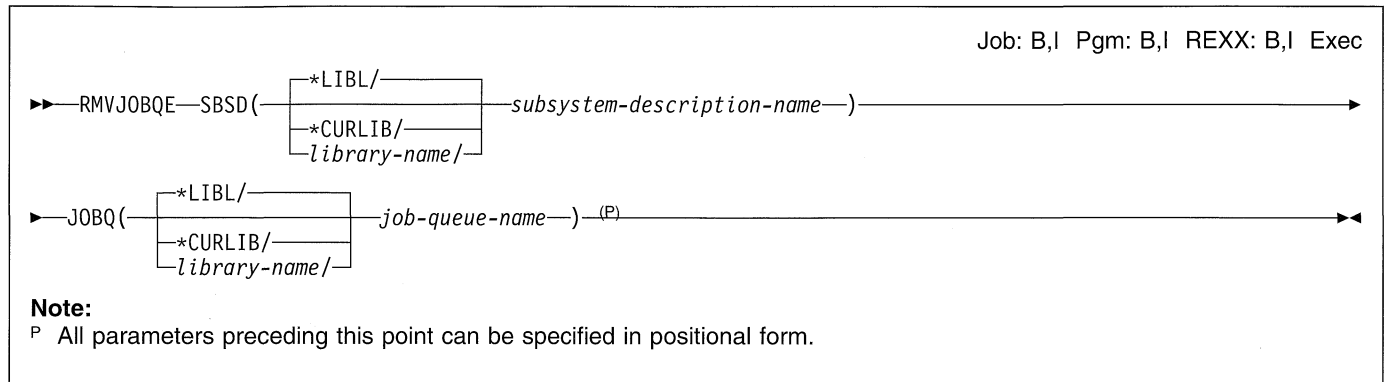 Job: B,I Pgm: B,I REXX: B,I Exec
*LIBL/
RMVJOBQE SBSD( subsystem-description-name )
*CURLIB/
library-name/
*LIBL/
JOBQ( job-queue-name ) (P)
*CURLIB/
library-name/
Note:
P All parameters preceding this point can be specified in positional form.